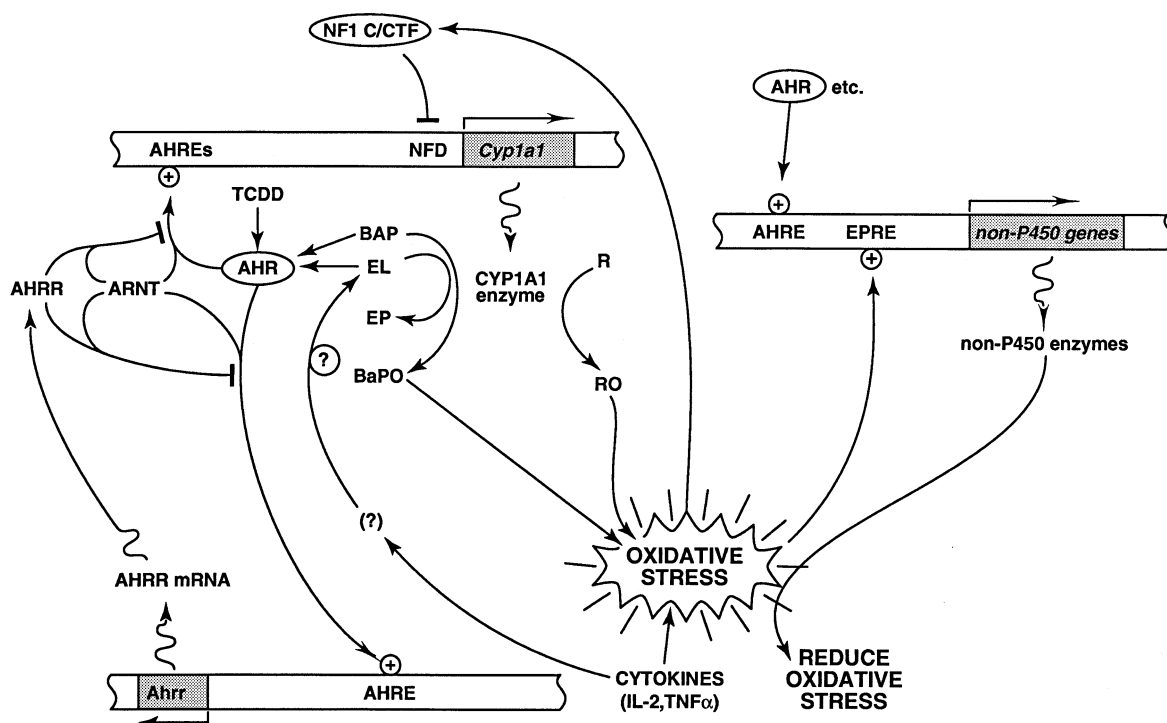 NF1 C/CTF
AHR etc.
AHREs
NFD
Cyp1a1
+
TCDD
+
AHRE
EPRE
non-P450 genes
+
BAP
AHR
EL
R
CYP1A1
enzyme
AHRR
ARNT
EP
non-P450 enzymes
?
BaPO
RO
(?)
OXIDATIVE
STRESS
AHRR mRNA
+
Ahrr
AHRE
CYTOKINES
(IL-2,TNFα)
REDUCE
OXIDATIVE
STRESS